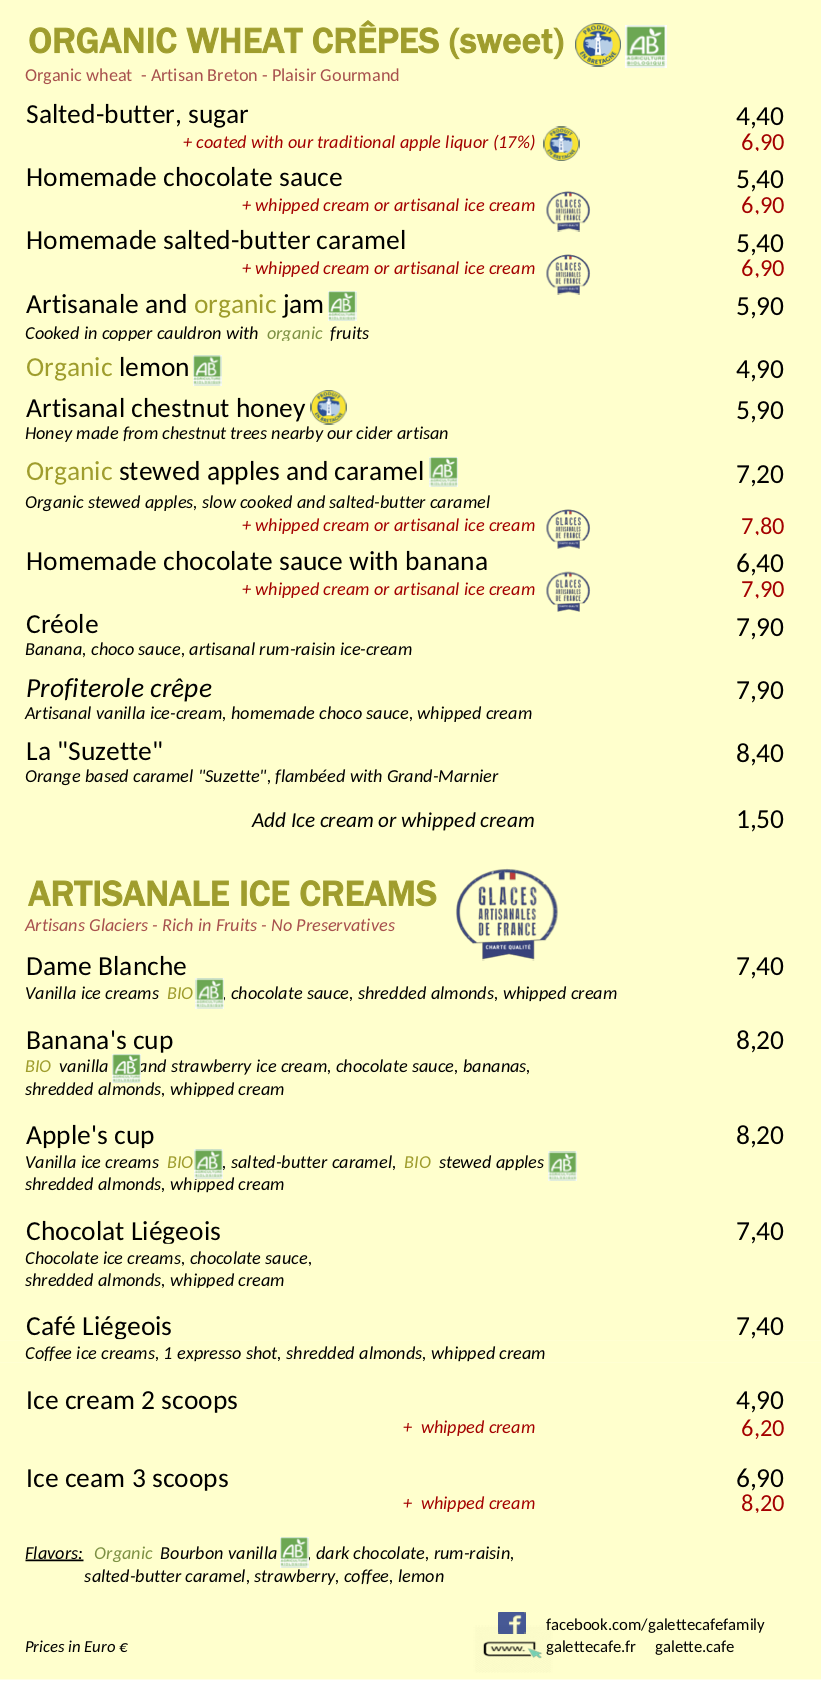 ORGANIC WHEAT CRÊPES (sweet)
PRODUIT EN BRETAGNE
AB
AGRICULTURE
BIOLOGIQUE
Organic wheat - Artisan Breton - Plaisir Gourmand
Salted-butter, sugar 4,40
+ coated with our traditional apple liquor (17%) 6,90
Homemade chocolate sauce 5,40
+ whipped cream or artisanal ice cream 6,90
Homemade salted-butter caramel 5,40
+ whipped cream or artisanal ice cream 6,90
Artisanale and organic jam AB 5,90
Cooked in copper cauldron with organic fruits
Organic lemon AB 4,90
Artisanal chestnut honey 5,90
Honey made from chestnut trees nearby our cider artisan
Organic stewed apples and caramel AB 7,20
Organic stewed apples, slow cooked and salted-butter caramel
+ whipped cream or artisanal ice cream 7,80
Homemade chocolate sauce with banana 6,40
+ whipped cream or artisanal ice cream 7,90
Créole 7,90
Banana, choco sauce, artisanal rum-raisin ice-cream
Profiterole crêpe 7,90
Artisanal vanilla ice-cream, homemade choco sauce, whipped cream
La "Suzette" 8,40
Orange based caramel "Suzette", flambéed with Grand-Marnier
Add Ice cream or whipped cream 1,50
ARTISANALE ICE CREAMS
GLACES
ARTISANALES
DE FRANCE
CHARTE QUALITÉ
Artisans Glaciers - Rich in Fruits - No Preservatives
Dame Blanche 7,40
Vanilla ice creams BIO AB, chocolate sauce, shredded almonds, whipped cream
Banana's cup 8,20
BIO vanilla AB and strawberry ice cream, chocolate sauce, bananas,
shredded almonds, whipped cream
Apple's cup 8,20
Vanilla ice creams BIO AB, salted-butter caramel, BIO stewed apples AB
shredded almonds, whipped cream
Chocolat Liégeois 7,40
Chocolate ice creams, chocolate sauce,
shredded almonds, whipped cream
Café Liégeois 7,40
Coffee ice creams, 1 expresso shot, shredded almonds, whipped cream
Ice cream 2 scoops 4,90
+ whipped cream 6,20
Ice ceam 3 scoops 6,90
+ whipped cream 8,20
Flavors: Organic Bourbon vanilla AB, dark chocolate, rum-raisin,
salted-butter caramel, strawberry, coffee, lemon
f facebook.com/galettecafefamily
Prices in Euro € www. galettecafe.fr galette.cafe